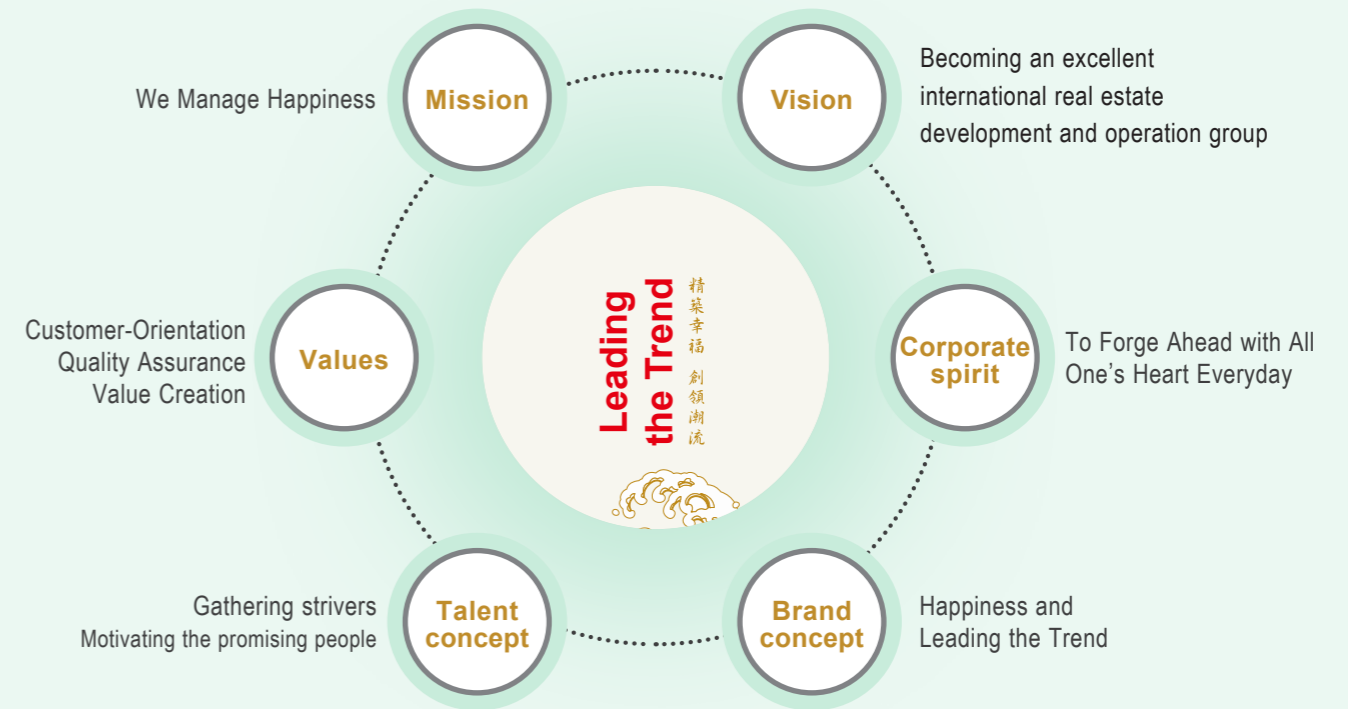 We Manage Happiness
Mission
Vision
Becoming an excellent
international real estate
development and operation group
Customer-Orientation
Quality Assurance
Value Creation
Values
Leading
the Trend
精築幸福 創領潮流
Corporate
spirit
To Forge Ahead with All
One’s Heart Everyday
Gathering strivers
Motivating the promising people
Talent
concept
Brand
concept
Happiness and
Leading the Trend